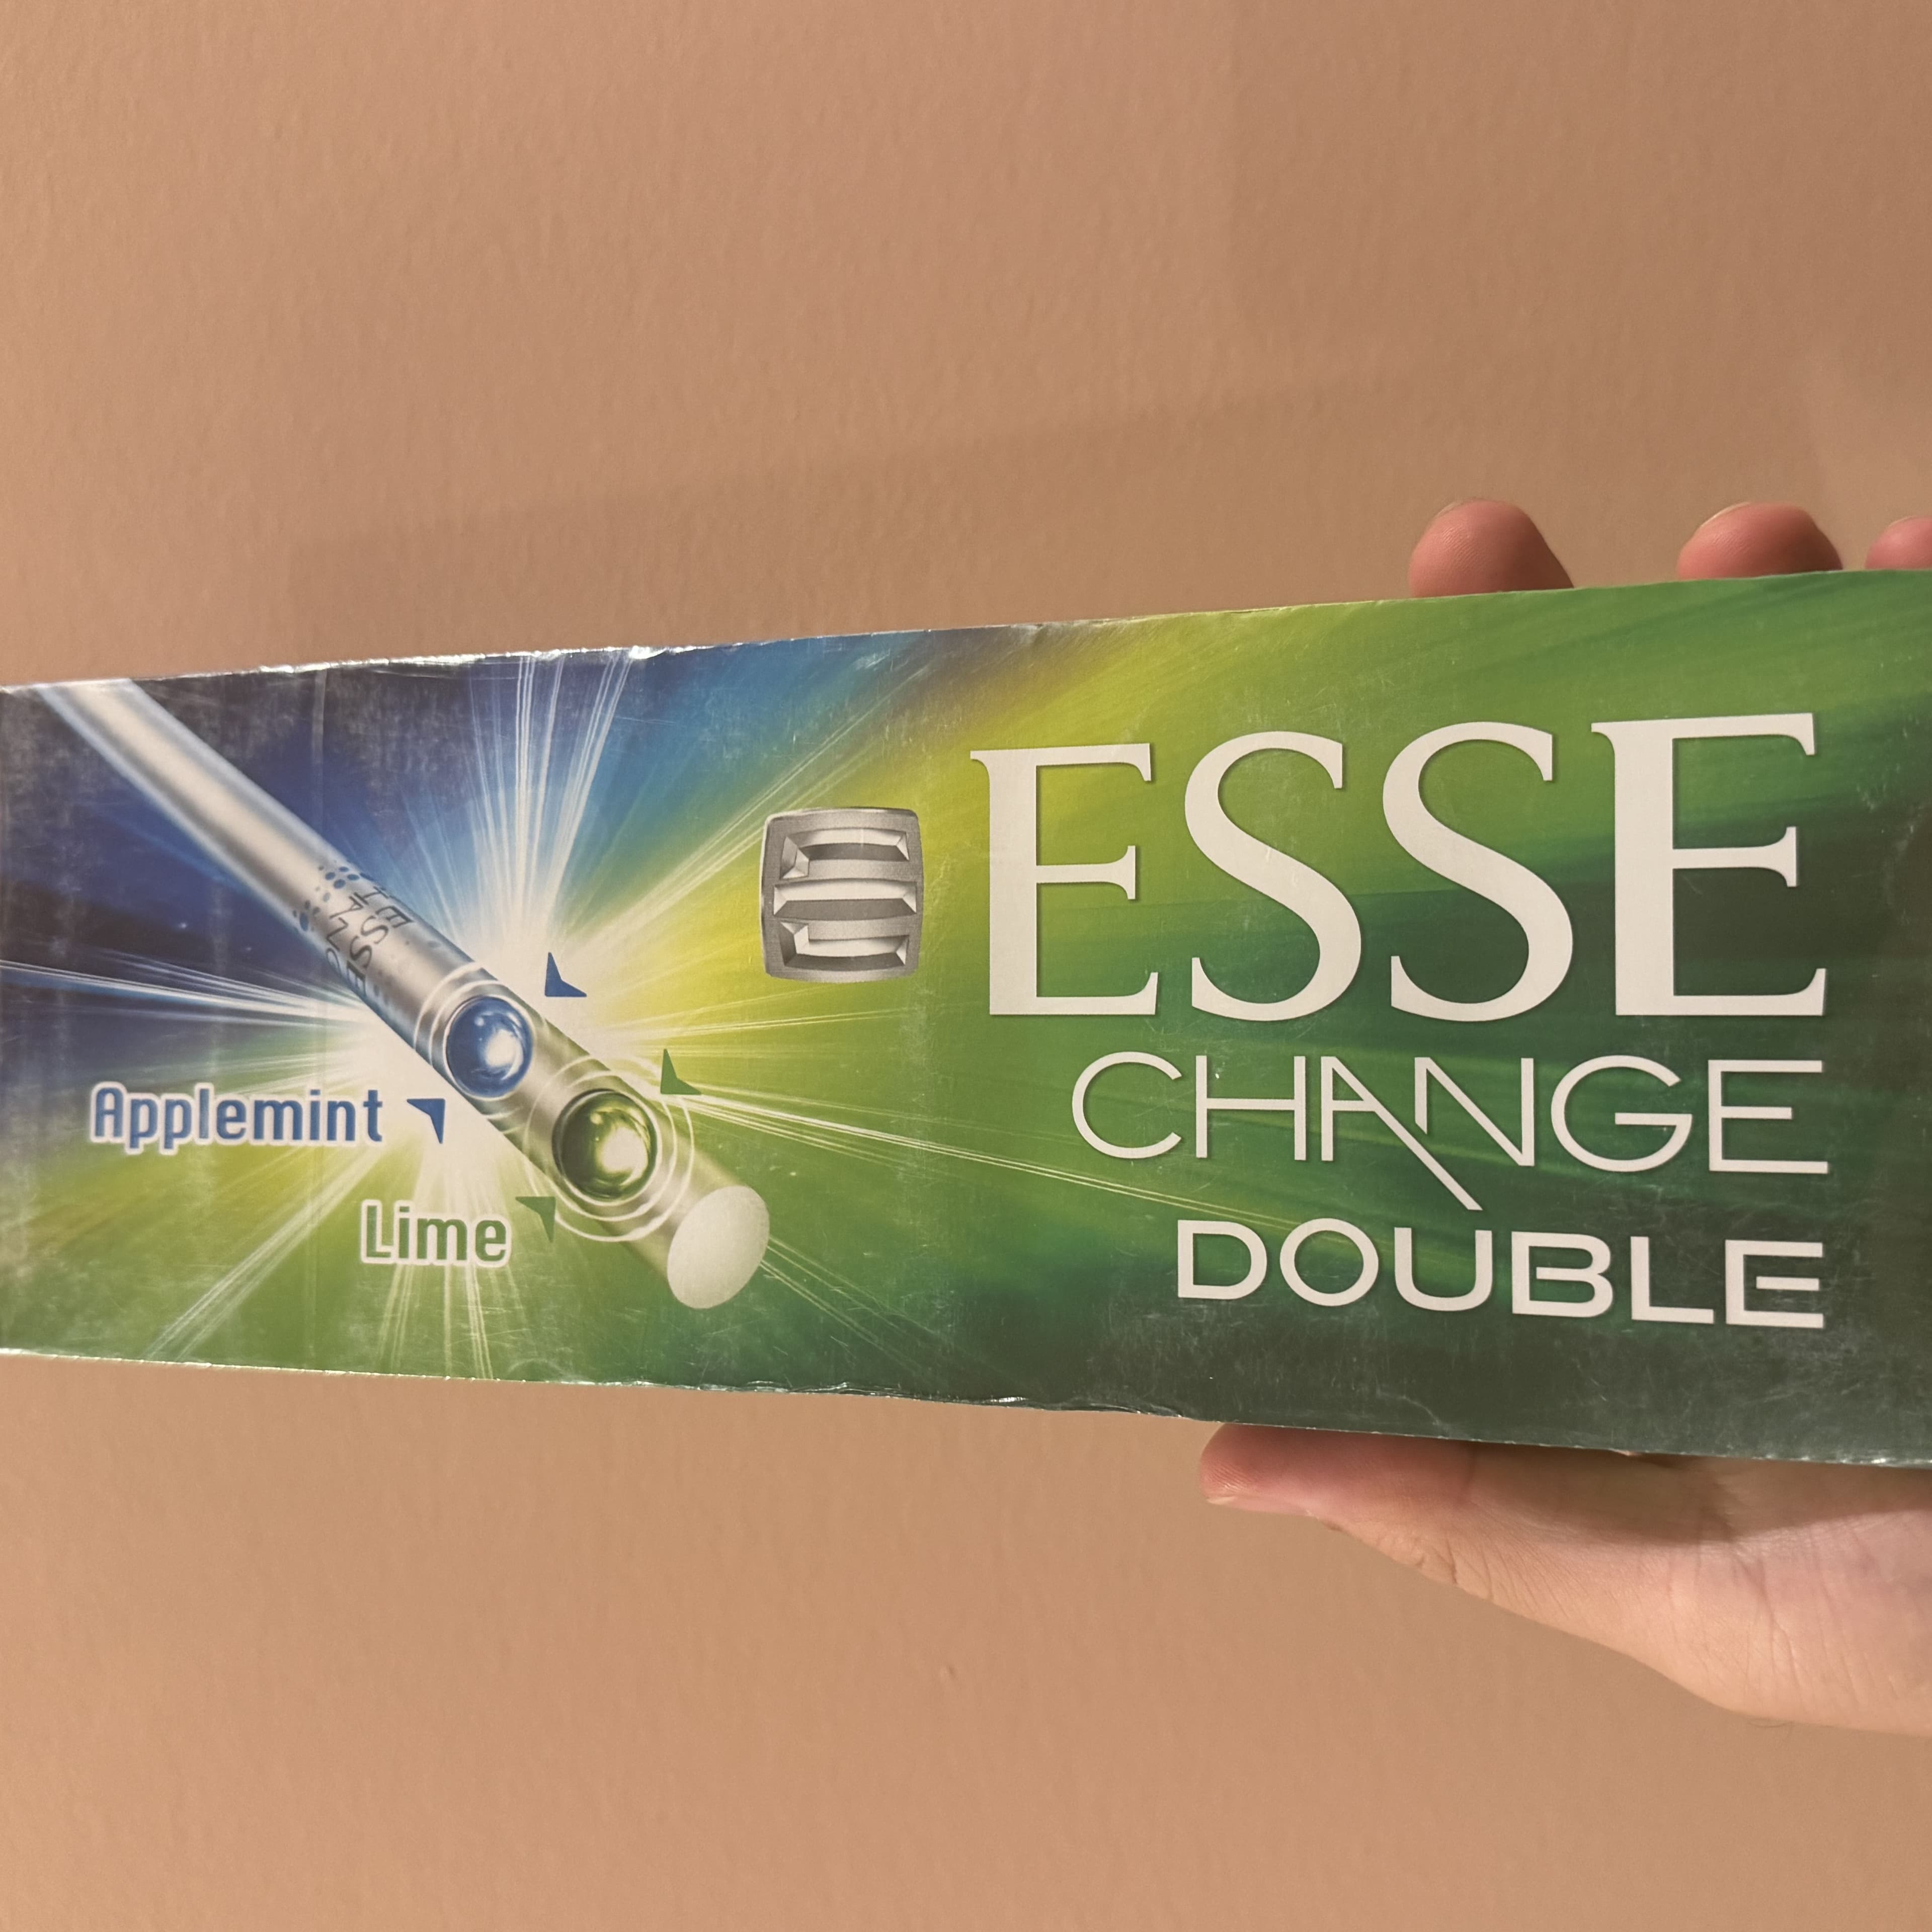 ESSE
CHANGE
DOUBLE
Applemint
Lime